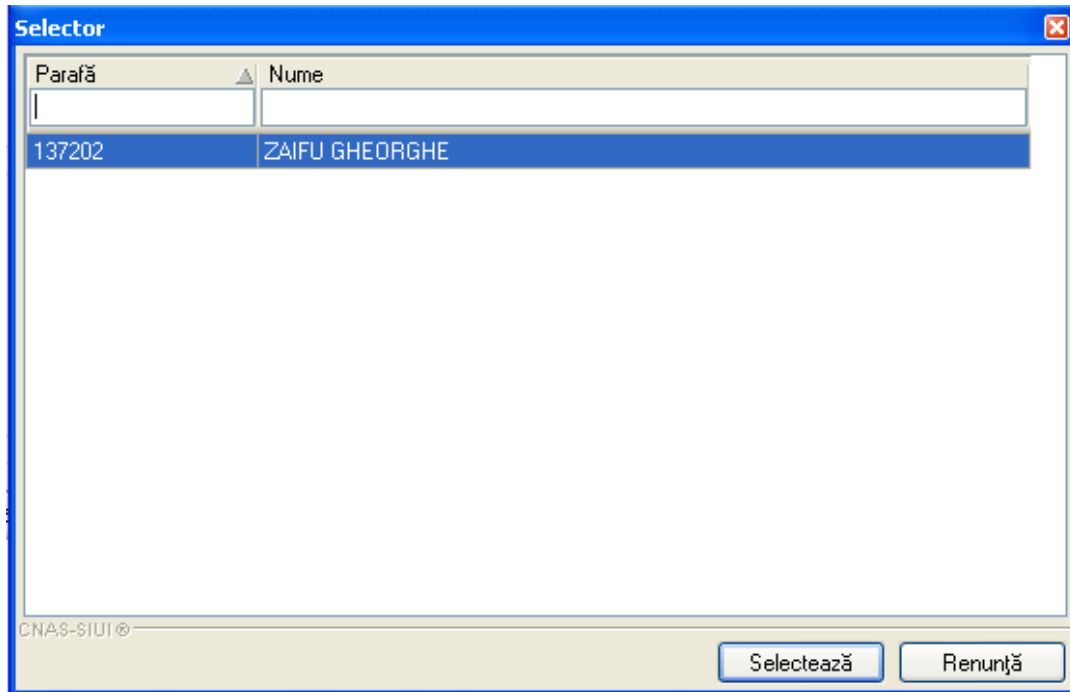 Selector
Parafă Nume
137202 ZAIFU GHEORGHE
CNAS-SIUI ®
Selectează Renunţă